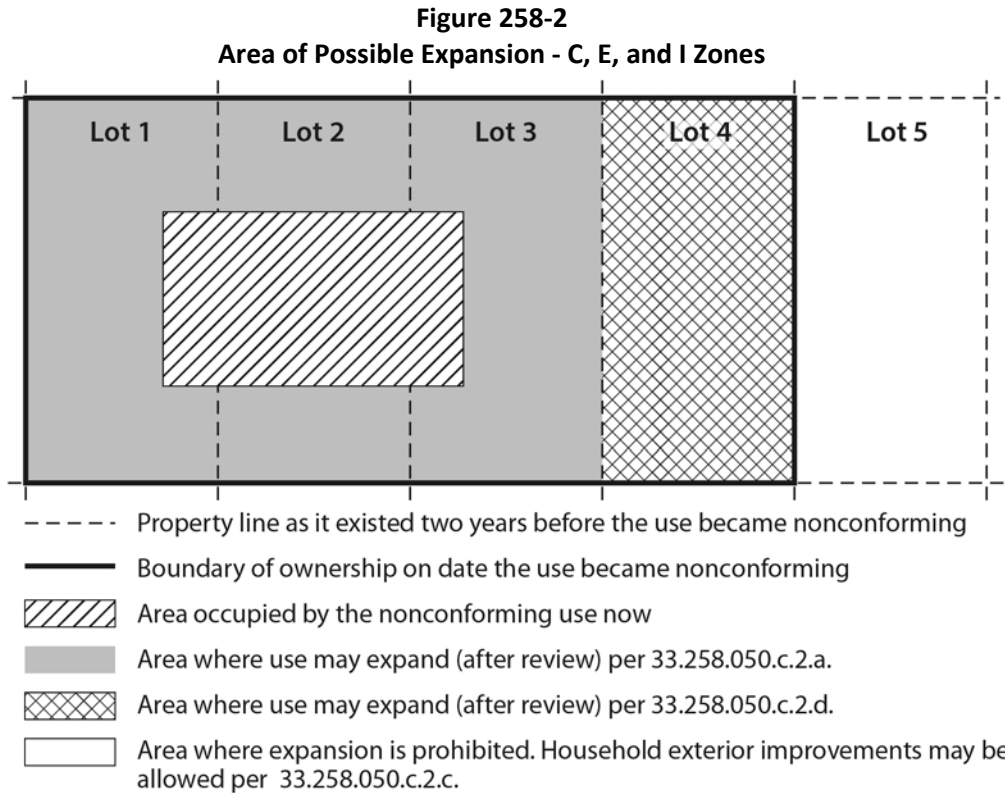 Figure 258-2
Area of Possible Expansion - C, E, and I Zones
Lot 1
Lot 2
Lot 3
Lot 4
Lot 5
Property line as it existed two years before the use became nonconforming
Boundary of ownership on date the use became nonconforming
Area occupied by the nonconforming use now
Area where use may expand (after review) per 33.258.050.c.2.a.
Area where use may expand (after review) per 33.258.050.c.2.d.
Area where expansion is prohibited. Household exterior improvements may be
allowed per 33.258.050.c.2.c.